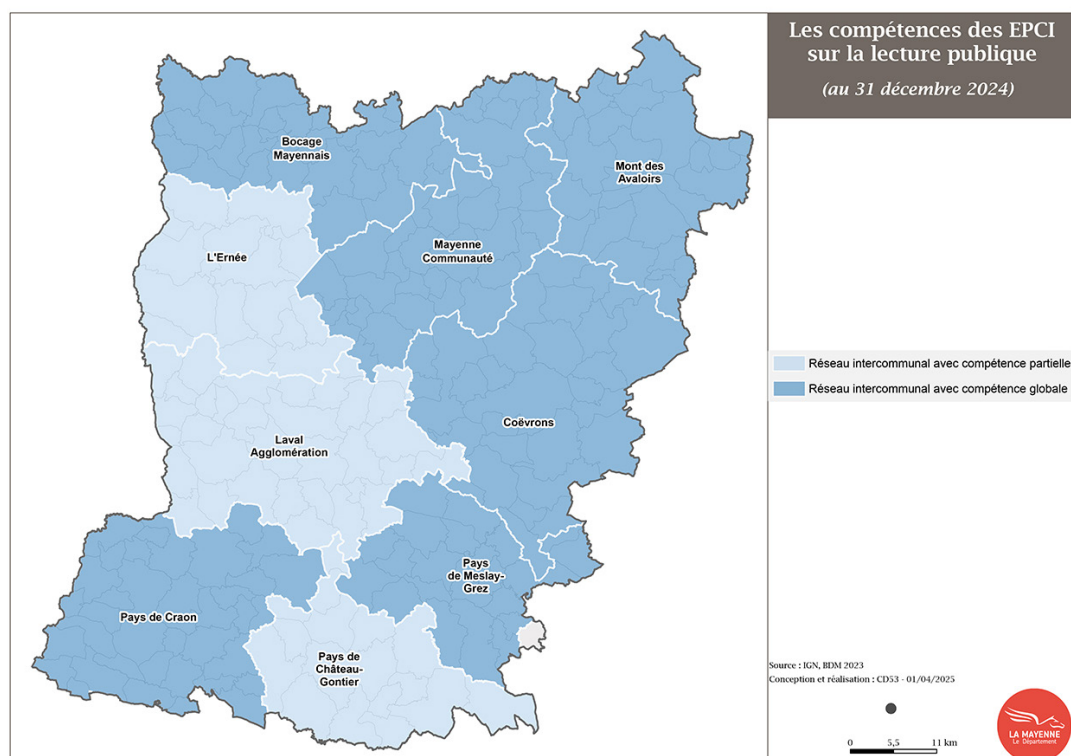 Les compétences des EPCI
sur la lecture publique
(au 31 décembre 2024)
Bocage
Mayennais
Mont des
Avaloirs
L'Ernée
Mayenne
Communauté
Réseau intercommunal avec compétence partielle
Réseau intercommunal avec compétence globale
Coëvrons
Laval
Agglomération
Pays
de Meslay-
Grez
Pays de Craon
Pays de
Château-
Gontier
Source : IGN, BDM 2023
Conception et réalisation : CD53 - 01/04/2025
0 5,5 11 km
LA MAYENNE
Le Département